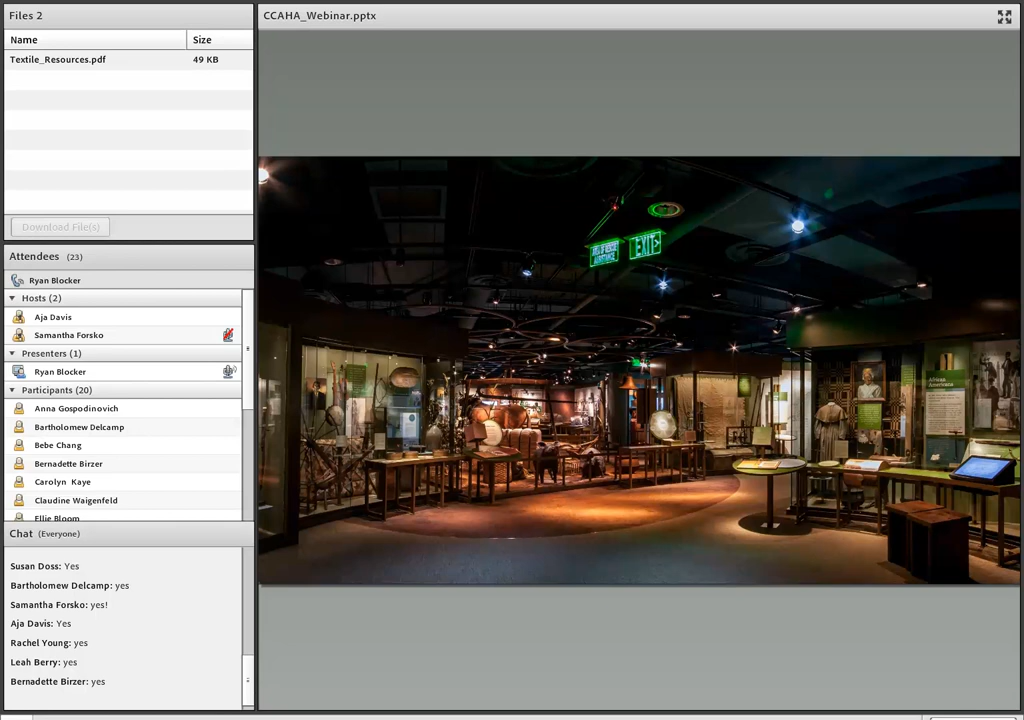 Files 2
Name Size
Textile_Resources.pdf 49 KB
Download File(s)
Attendees (23)
Ryan Blocker
Hosts (2)
Aja Davis
Samantha Forsko
Presenters (1)
Ryan Blocker
Participants (20)
Anna Gospodinovich
Bartholomew Delcamp
Bebe Chang
Bernadette Birzer
Carolyn Kaye
Claudine Waigenfeld
Ellie Bloom
Chat (Everyone)
Susan Doss: Yes
Bartholomew Delcamp: yes
Samantha Forsko: yes!
Aja Davis: Yes
Rachel Young: yes
Leah Berry: yes
Bernadette Birzer: yes
CCAHA_Webinar.pptx
EXIT
African
Americans